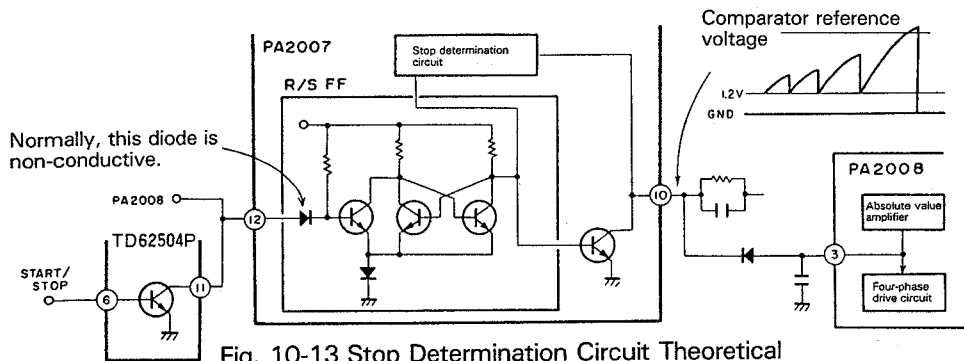 Comparator reference
voltage
PA2007
Stop determination
circuit
R/S FF
1.2V
GND
Normally, this diode is
non-conductive.
PA2008
PA2008
12
10
Absolute value
amplifier
TD62504P
START/
STOP
6
11
3
Four-phase
drive circuit
Fig. 10-13 Stop Determination Circuit Theoretical